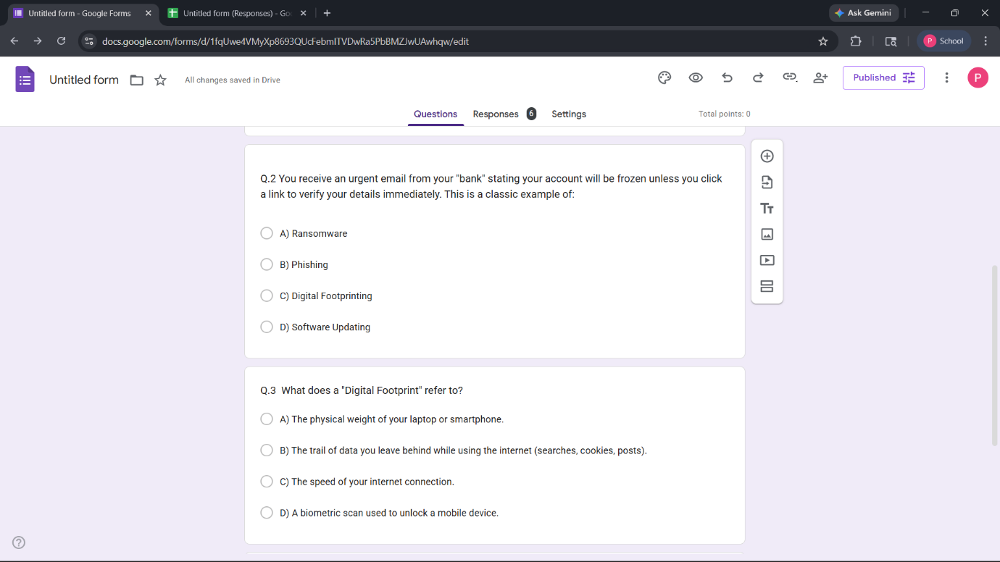 Untitled form - Google Forms
Untitled form (Responses) - Goo
Ask Gemini
docs.google.com/forms/d/1fqUwe4VMyXp8693QUcFebmITVDwRa5PbBMZJwUAwhqw/edit
P School
Untitled form
All changes saved in Drive
Published
P
Questions
Responses 6
Settings
Total points: 0
Q.2 You receive an urgent email from your "bank" stating your account will be frozen unless you click
a link to verify your details immediately. This is a classic example of:
A) Ransomware
B) Phishing
C) Digital Footprinting
D) Software Updating
Q.3 What does a "Digital Footprint" refer to?
A) The physical weight of your laptop or smartphone.
B) The trail of data you leave behind while using the internet (searches, cookies, posts).
C) The speed of your internet connection.
D) A biometric scan used to unlock a mobile device.